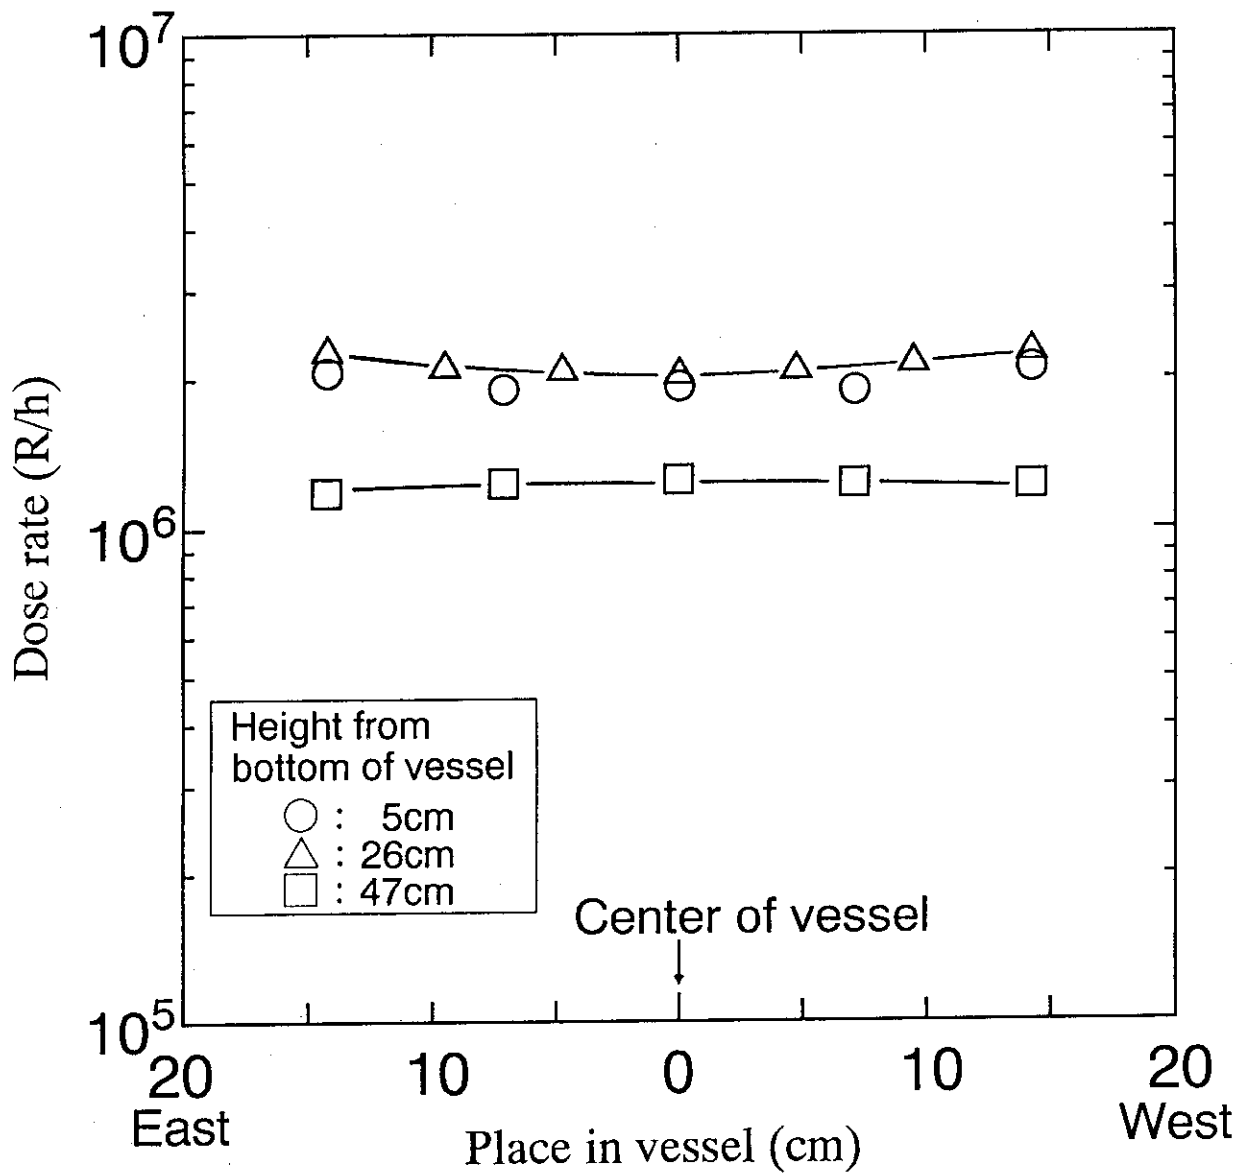 10⁷
10⁶
10⁵
Dose rate (R/h)
Height from
bottom of vessel
○ : 5cm
△ : 26cm
□ : 47cm
Center of vessel
20 10 0 10 20
East
West
Place in vessel (cm)